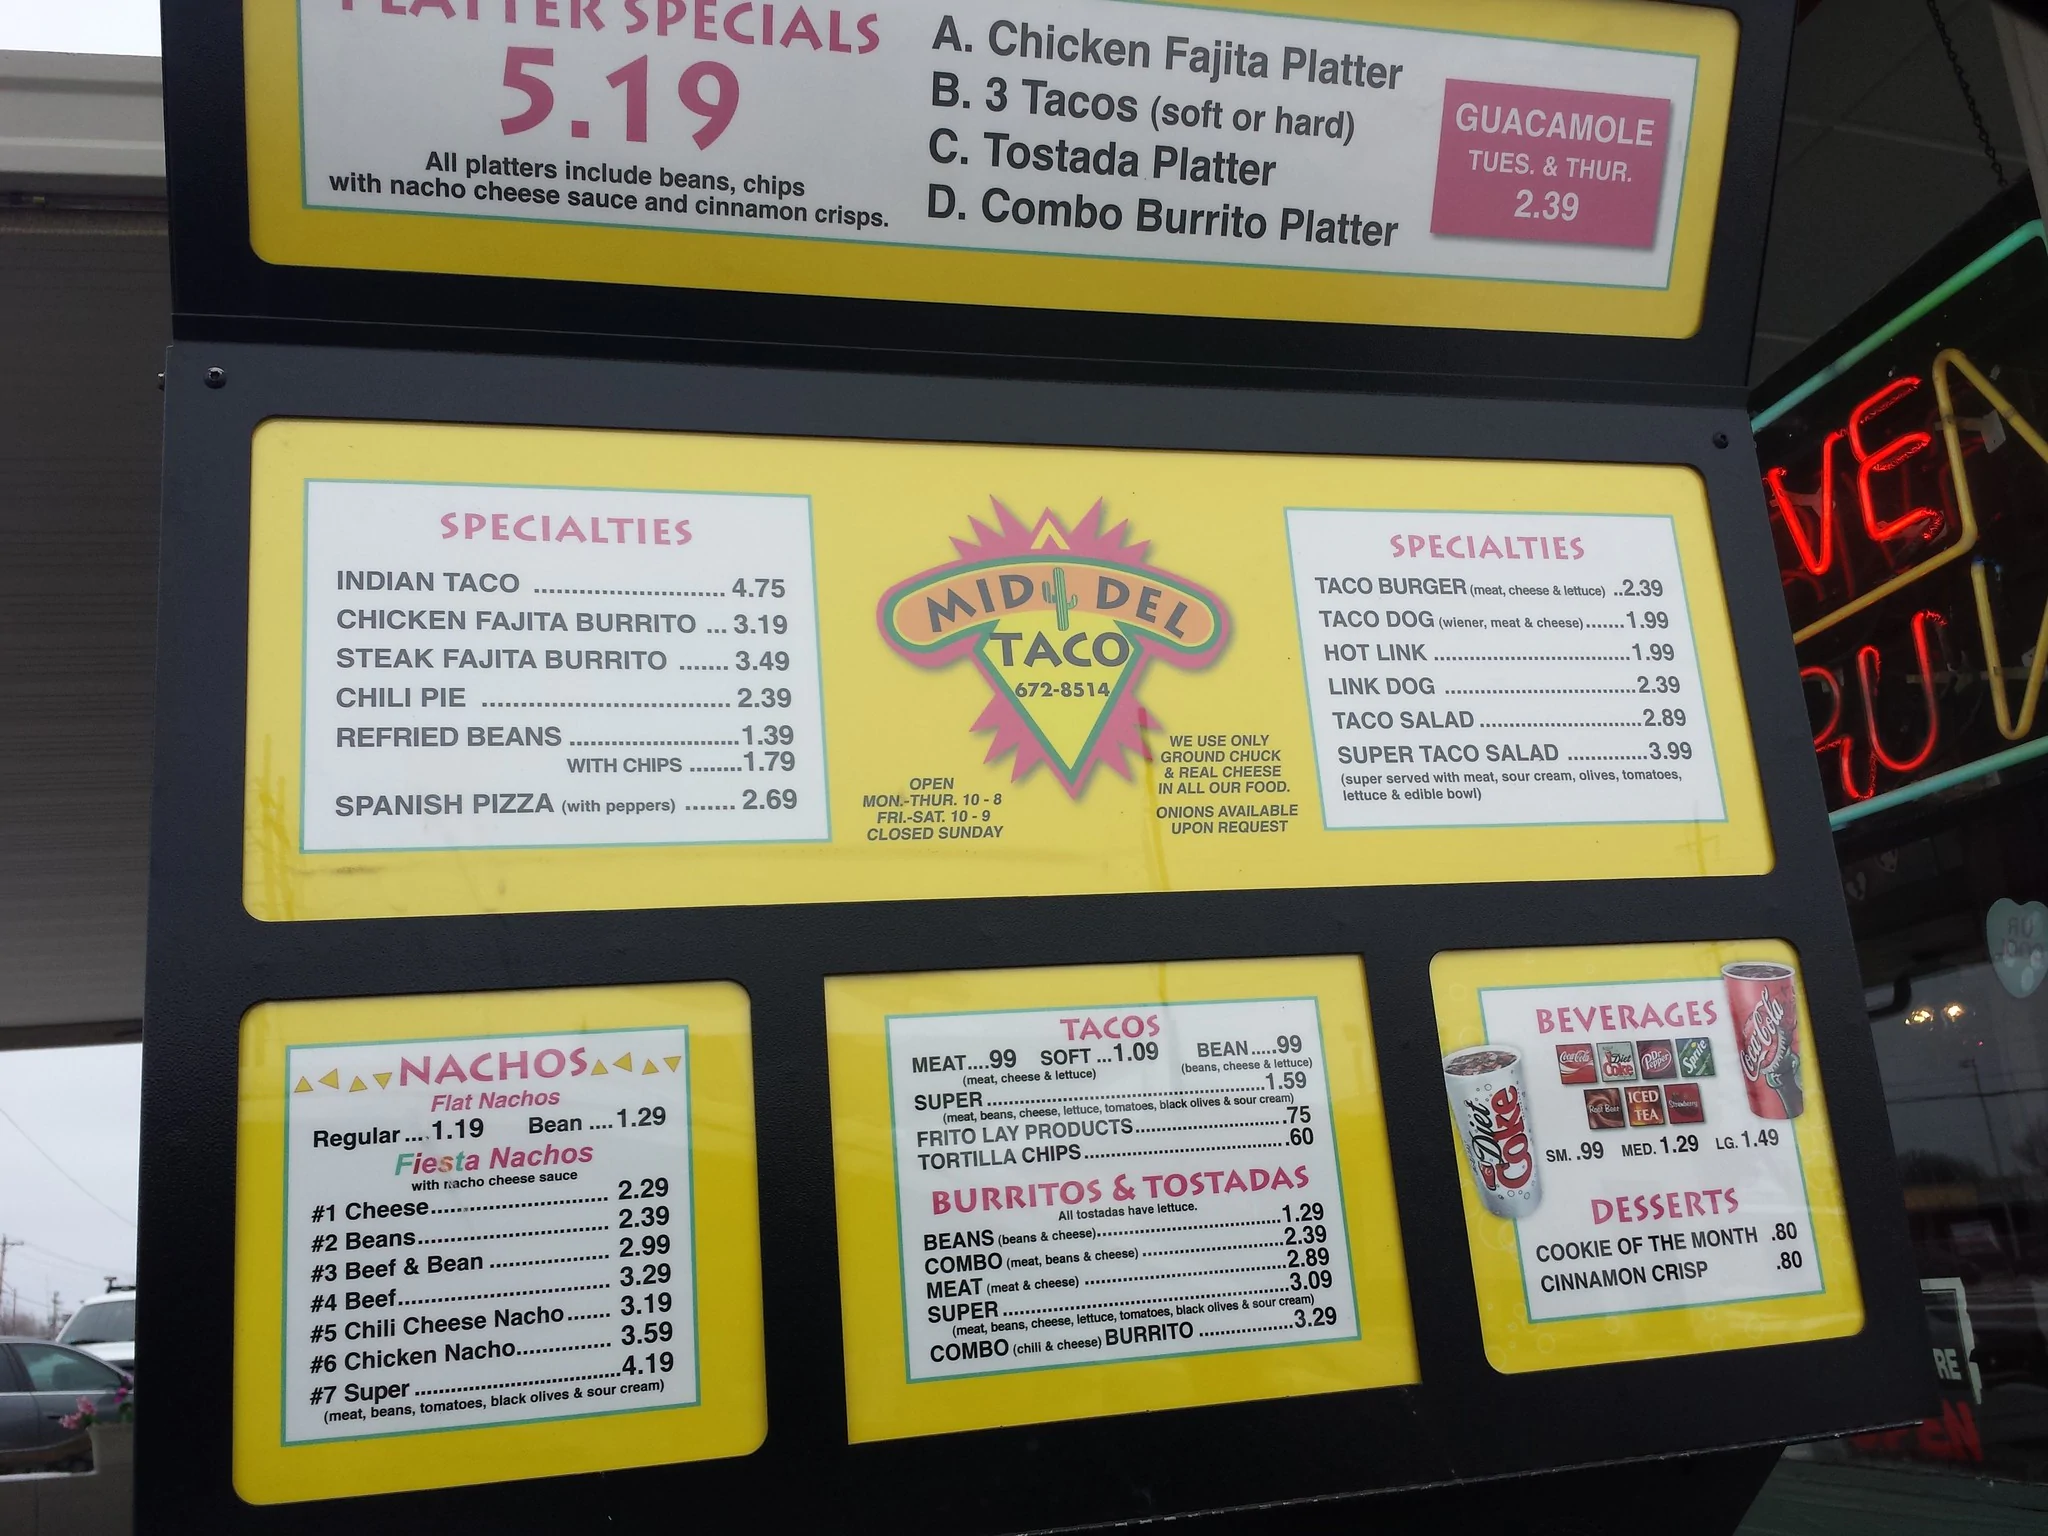 PLATTER SPECIALS
5.19
All platters include beans, chips
with nacho cheese sauce and cinnamon crisps.
A. Chicken Fajita Platter
B. 3 Tacos (soft or hard)
C. Tostada Platter
D. Combo Burrito Platter
GUACAMOLE
TUES. & THUR.
2.39
SPECIALTIES
INDIAN TACO ........................ 4.75
CHICKEN FAJITA BURRITO ... 3.19
STEAK FAJITA BURRITO ....... 3.49
CHILI PIE ............................... 2.39
REFRIED BEANS .....................1.39
WITH CHIPS ........1.79
SPANISH PIZZA (with peppers) ....... 2.69
MID DEL
TACO
672-8514
OPEN
MON.-THUR. 10 - 8
FRI.-SAT. 10 - 9
CLOSED SUNDAY
WE USE ONLY
GROUND CHUCK
& REAL CHEESE
IN ALL OUR FOOD.
ONIONS AVAILABLE
UPON REQUEST
SPECIALTIES
TACO BURGER (meat, cheese & lettuce) ..2.39
TACO DOG (wiener, meat & cheese).......1.99
HOT LINK ...................................1.99
LINK DOG ..................................2.39
TACO SALAD .............................2.89
SUPER TACO SALAD ..............3.99
(super served with meat, sour cream, olives, tomatoes,
lettuce & edible bowl)
NACHOS
Flat Nachos
Regular .... 1.19 Bean ....1.29
Fiesta Nachos
with nacho cheese sauce
#1 Cheese............................ 2.29
#2 Beans.............................. 2.39
#3 Beef & Bean ................... 2.99
#4 Beef................................. 3.29
#5 Chili Cheese Nacho....... 3.19
#6 Chicken Nacho............... 3.59
#7 Super ................................4.19
(meat, beans, tomatoes, black olives & sour cream)
TACOS
MEAT....99 SOFT ...1.09 BEAN.....99
(meat, cheese & lettuce) (beans, cheese & lettuce)
SUPER..........................................1.59
(meat, beans, cheese, lettuce, tomatoes, black olives & sour cream)
FRITO LAY PRODUCTS.......................75
TORTILLA CHIPS..............................60
BURRITOS & TOSTADAS
All tostadas have lettuce.
BEANS (beans & cheese)............................1.29
COMBO (meat, beans & cheese) .....................2.39
MEAT (meat & cheese) ..............................2.89
SUPER............................................3.09
(meat, beans, cheese, lettuce, tomatoes, black olives & sour cream)
COMBO (chili & cheese) BURRITO ..............3.29
BEVERAGES
Coca-Cola Diet Coke Dr Pepper Sprite
Root Beer ICED TEA Strawberry
SM. .99 MED. 1.29 LG. 1.49
Diet Coke
Coca-Cola
DESSERTS
COOKIE OF THE MONTH .80
CINNAMON CRISP .80
VE
RU
RE
OPEN